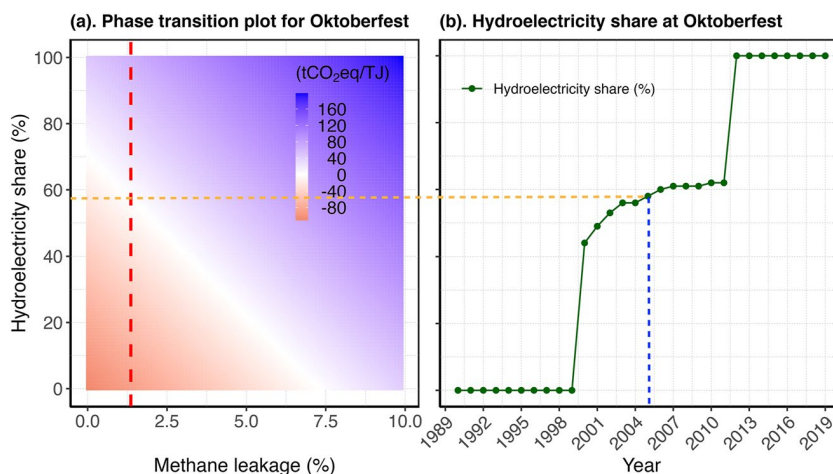 (a). Phase transition plot for Oktoberfest
(b). Hydroelectricity share at Oktoberfest
Hydroelectricity share (%)
100
80
60
40
20
0
(tCO₂eq/TJ)
160
120
80
40
0
-40
-80
0.0 2.5 5.0 7.5 10.0
Methane leakage (%)
Hydroelectricity share (%)
1989 1992 1995 1998 2001 2004 2007 2010 2013 2016 2019
Year